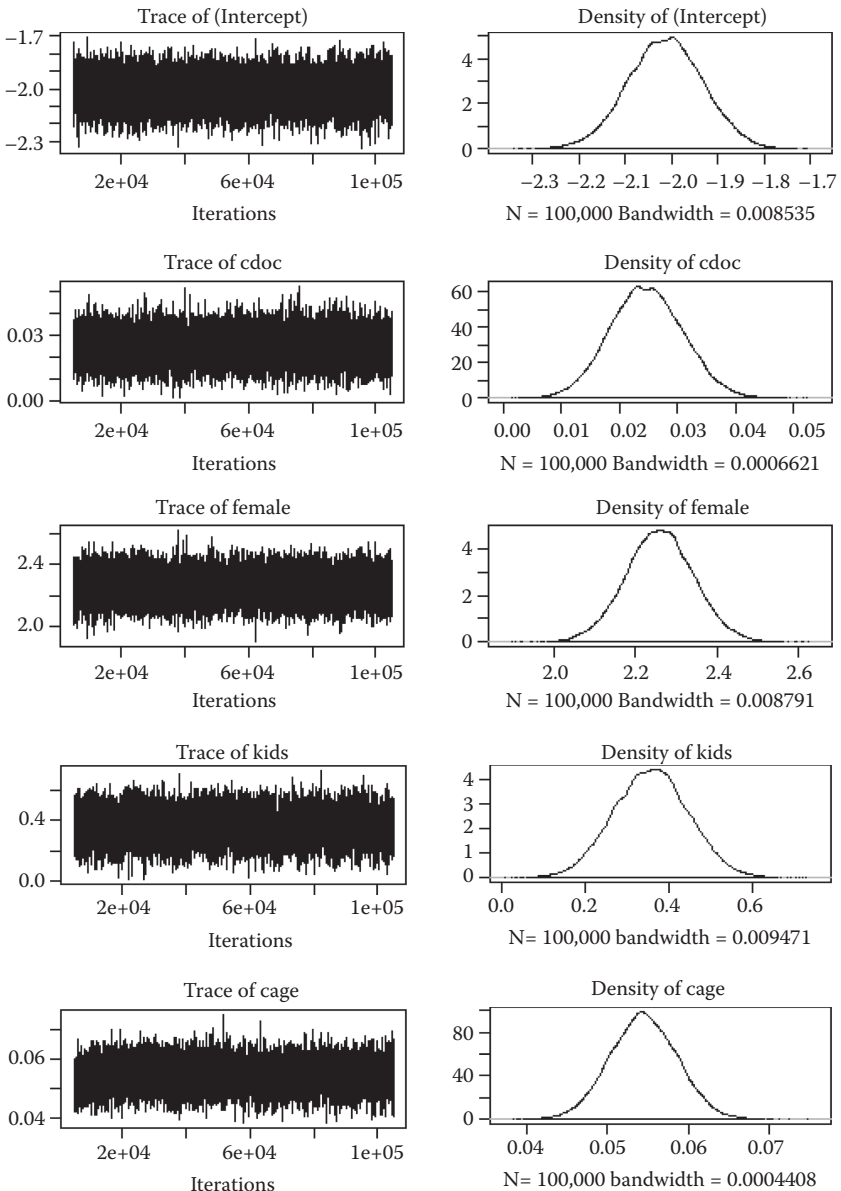 Trace of (Intercept)
−1.7
−2.0
−2.3
2e+04 6e+04 1e+05
Iterations
Density of (Intercept)
4
2
0
−2.3 −2.2 −2.1 −2.0 −1.9 −1.8 −1.7
N = 100,000 Bandwidth = 0.008535
Trace of cdoc
0.03
0.00
2e+04 6e+04 1e+05
Iterations
Density of cdoc
60
40
20
0
0.00 0.01 0.02 0.03 0.04 0.05
N = 100,000 Bandwidth = 0.0006621
Trace of female
2.4
2.0
2e+04 6e+04 1e+05
Iterations
Density of female
4
2
0
2.0 2.2 2.4 2.6
N = 100,000 Bandwidth = 0.008791
Trace of kids
0.4
0.0
2e+04 6e+04 1e+05
Iterations
Density of kids
4
3
2
1
0
0.0 0.2 0.4 0.6
N= 100,000 bandwidth = 0.009471
Trace of cage
0.06
0.04
2e+04 6e+04 1e+05
Iterations
Density of cage
80
40
0
0.04 0.05 0.06 0.07
N= 100,000 Bandwidth = 0.0004408